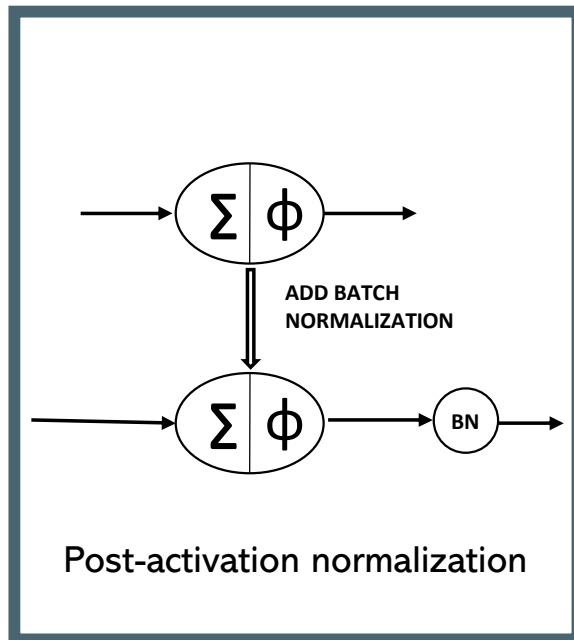 Σ ϕ
ADD BATCH
NORMALIZATION
Σ ϕ
BN
Post-activation normalization